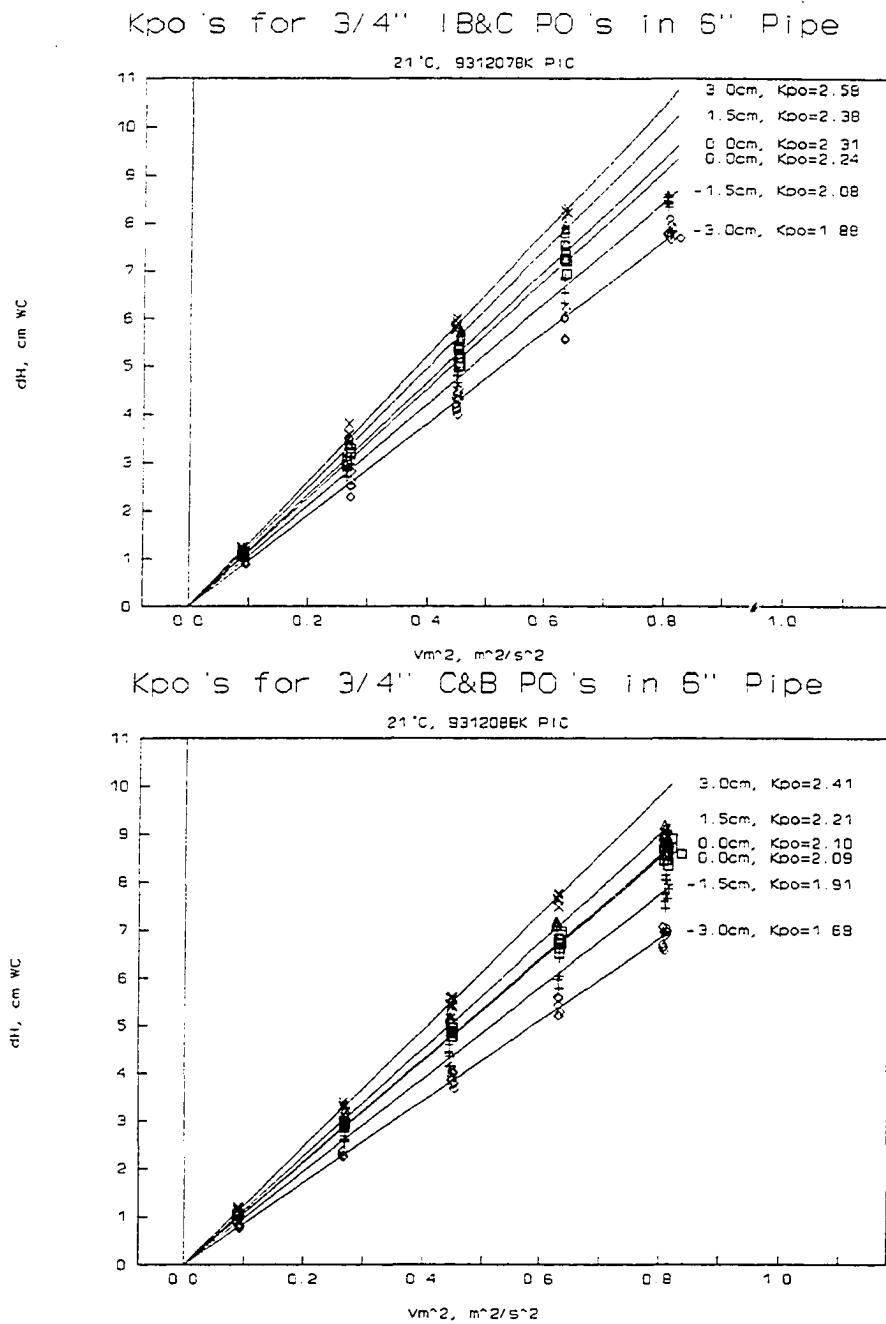 Kpo's for 3/4" IB&C PO's in 6" Pipe
21°C, 931207BK PIC
11
10
9
8
7
6
5
4
3
2
1
0
dH, cm WC
3.0cm, Kpo=2.58
1.5cm, Kpo=2.38
0.0cm, Kpo=2 31
0.0cm, Kpo=2.24
-1.5cm, Kpo=2.08
-3.0cm, Kpo=1 88
0 0
0.2
0 4
0.6
0.8
1.0
Vm^2, m^2/s^2
Kpo's for 3/4" C&B PO's in 6" Pipe
21°C, 931208BK PIC
11
10
9
8
7
6
5
4
3
2
1
0
dH, cm WC
3.0cm, Kpo=2.41
1.5cm, Kpo=2.21
0.0cm, Kpo=2.10
0.0cm, Kpo=2.09
-1.5cm, Kpo=1.91
-3.0cm, Kpo=1 69
0 0
0.2
0 4
0.6
0.8
1 0
Vm^2, m^2/s^2